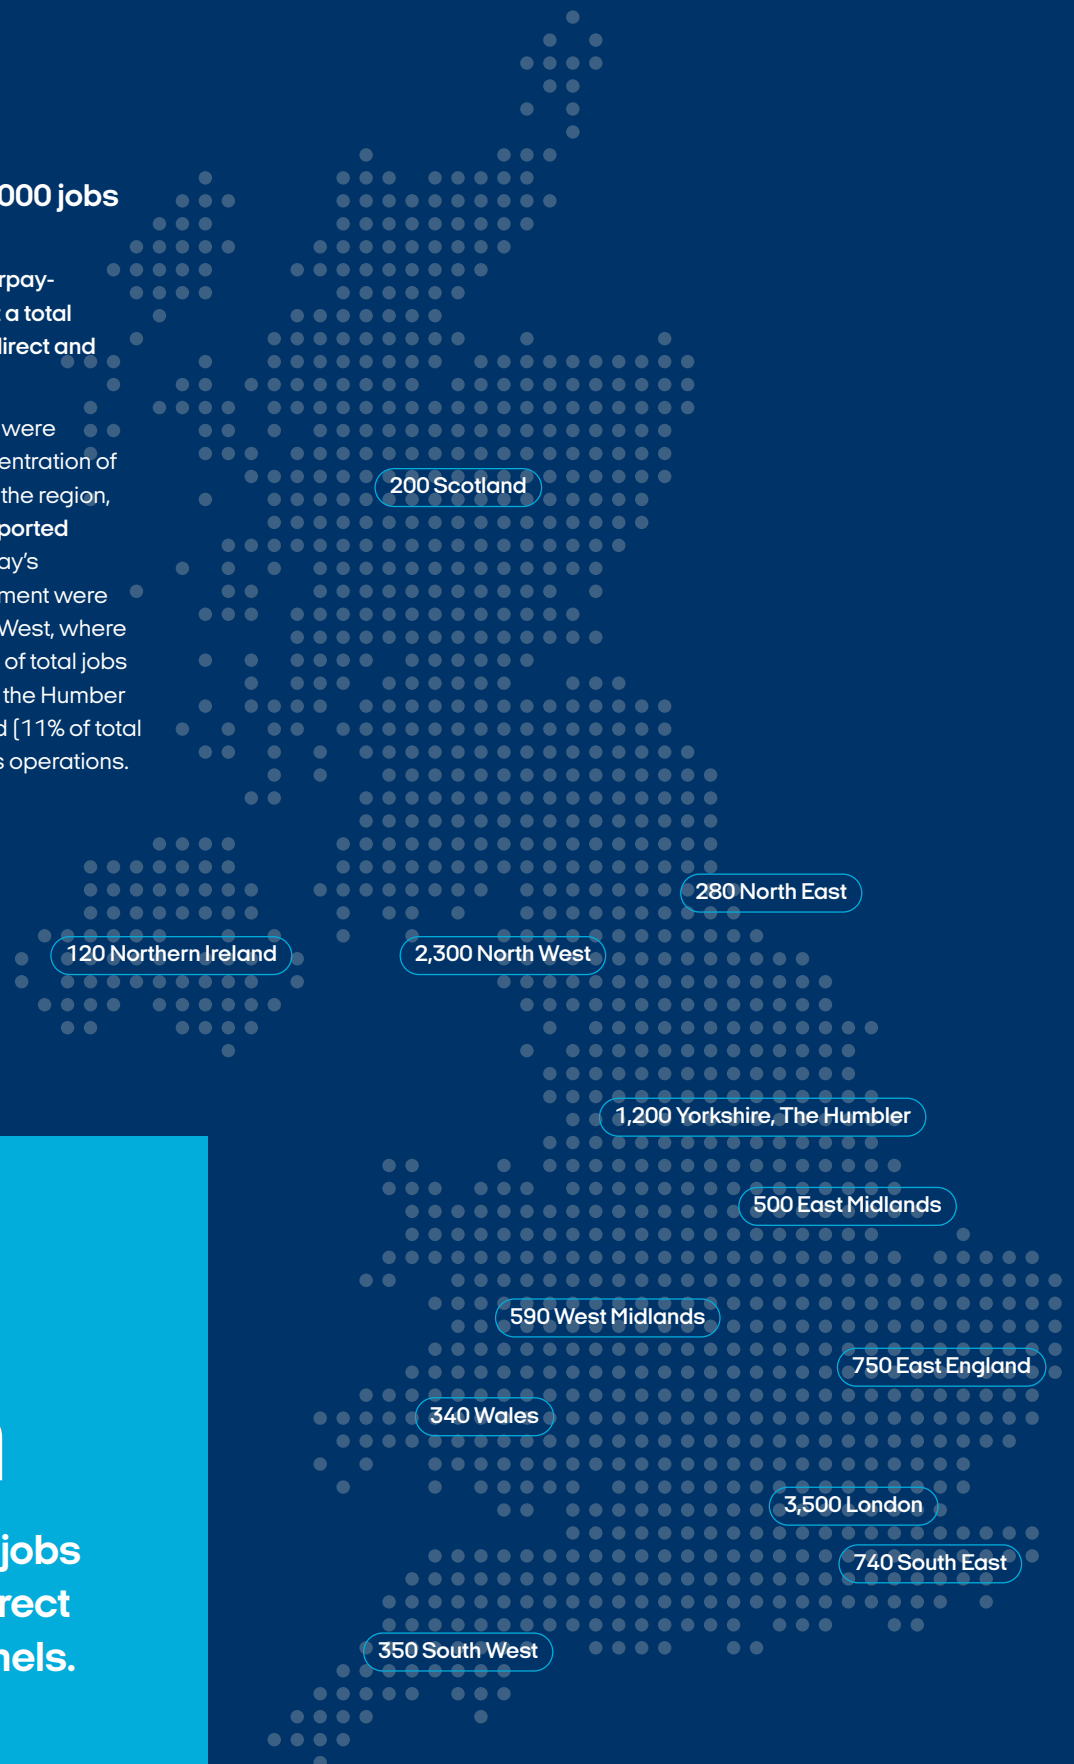 000 jobs
rpay-
a total
lirect and
were
entration of
the region,
ported
ay's
ment were
West, where
of total jobs
the Humber
d (11% of total
s operations.
jobs
rect
nels.
200 Scotland
280 North East
120 Northern Ireland
2,300 North West
1,200 Yorkshire, The Humbler
500 East Midlands
590 West Midlands
750 East England
340 Wales
3,500 London
740 South East
350 South West